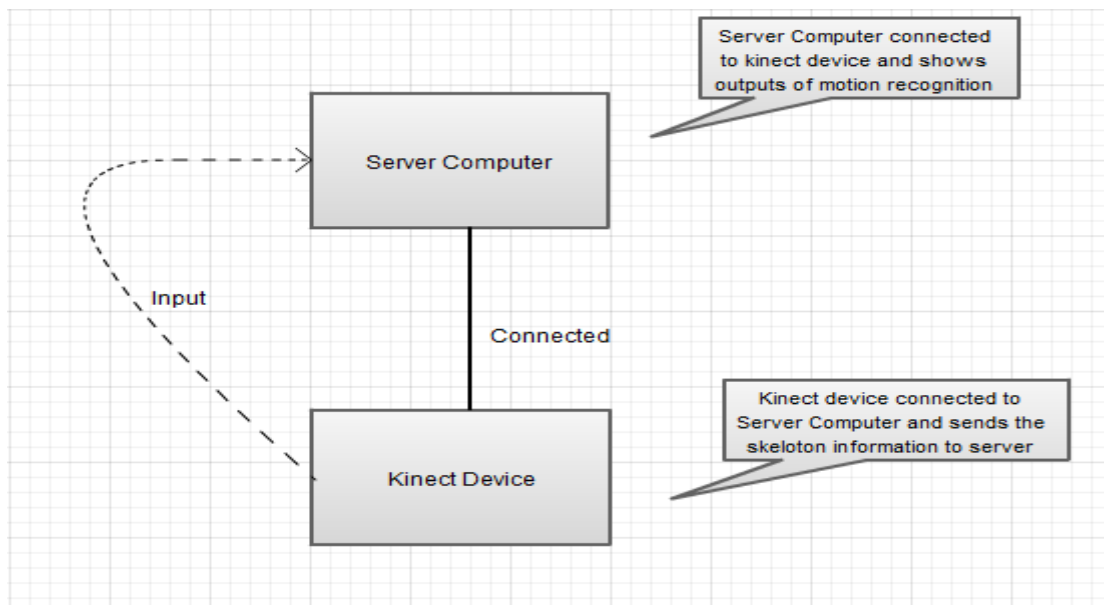 Server Computer connected
to kinect device and shows
outputs of motion recognition
Server Computer
Input
Connected
Kinect device connected to
Server Computer and sends the
skeloton information to server
Kinect Device